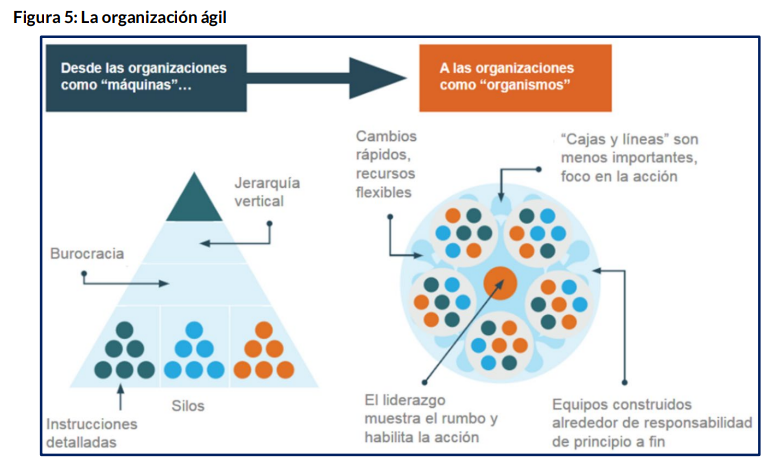 Figura 5: La organización ágil
Desde las organizaciones
como “máquinas”...
A las organizaciones
como “organismos”
Jerarquía
vertical
Burocracia
Silos
Instrucciones
detalladas
Cambios
rápidos,
recursos
flexibles
“Cajas y líneas” son
menos importantes,
foco en la acción
El liderazgo
muestra el rumbo y
habilita la acción
Equipos construidos
alrededor de responsabilidad
de principio a fin